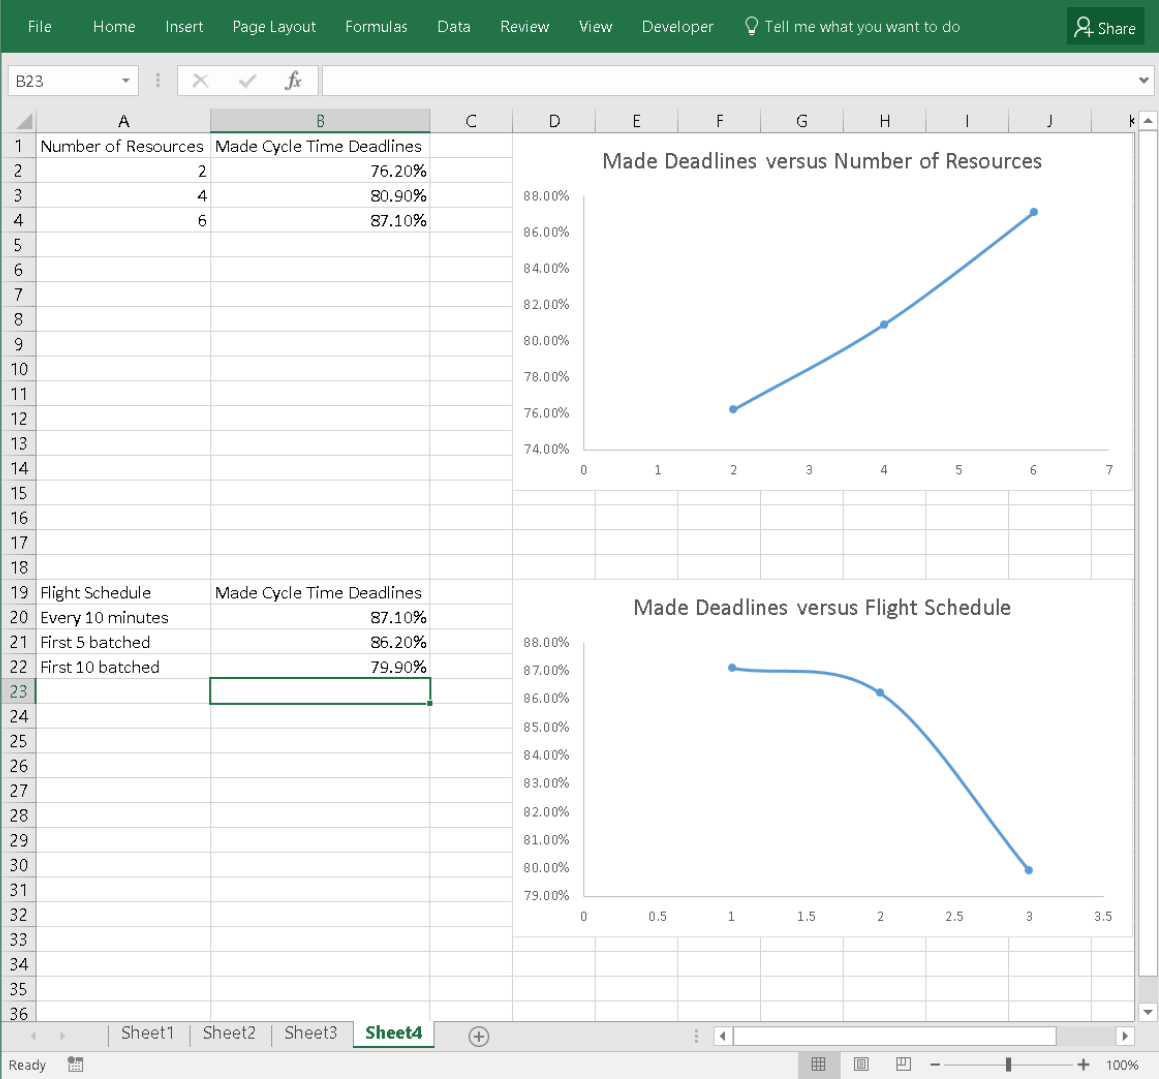 File Home Insert Page Layout Formulas Data Review View Developer Tell me what you want to do Share
B23 fx
A B C D E F G H I J K
1 Number of Resources Made Cycle Time Deadlines
2 2 76.20%
3 4 80.90%
4 6 87.10%
5
6
7
8
9
10
11
12
13
14
15
16
17
18
Made Deadlines versus Number of Resources
88.00%
86.00%
84.00%
82.00%
80.00%
78.00%
76.00%
74.00%
0 1 2 3 4 5 6 7
19 Flight Schedule Made Cycle Time Deadlines
20 Every 10 minutes 87.10%
21 First 5 batched 86.20%
22 First 10 batched 79.90%
23
24
25
26
27
28
29
30
31
32
33
34
35
36
Made Deadlines versus Flight Schedule
88.00%
87.00%
86.00%
85.00%
84.00%
83.00%
82.00%
81.00%
80.00%
79.00%
0 0.5 1 1.5 2 2.5 3 3.5
Sheet1 Sheet2 Sheet3 Sheet4
Ready 100%